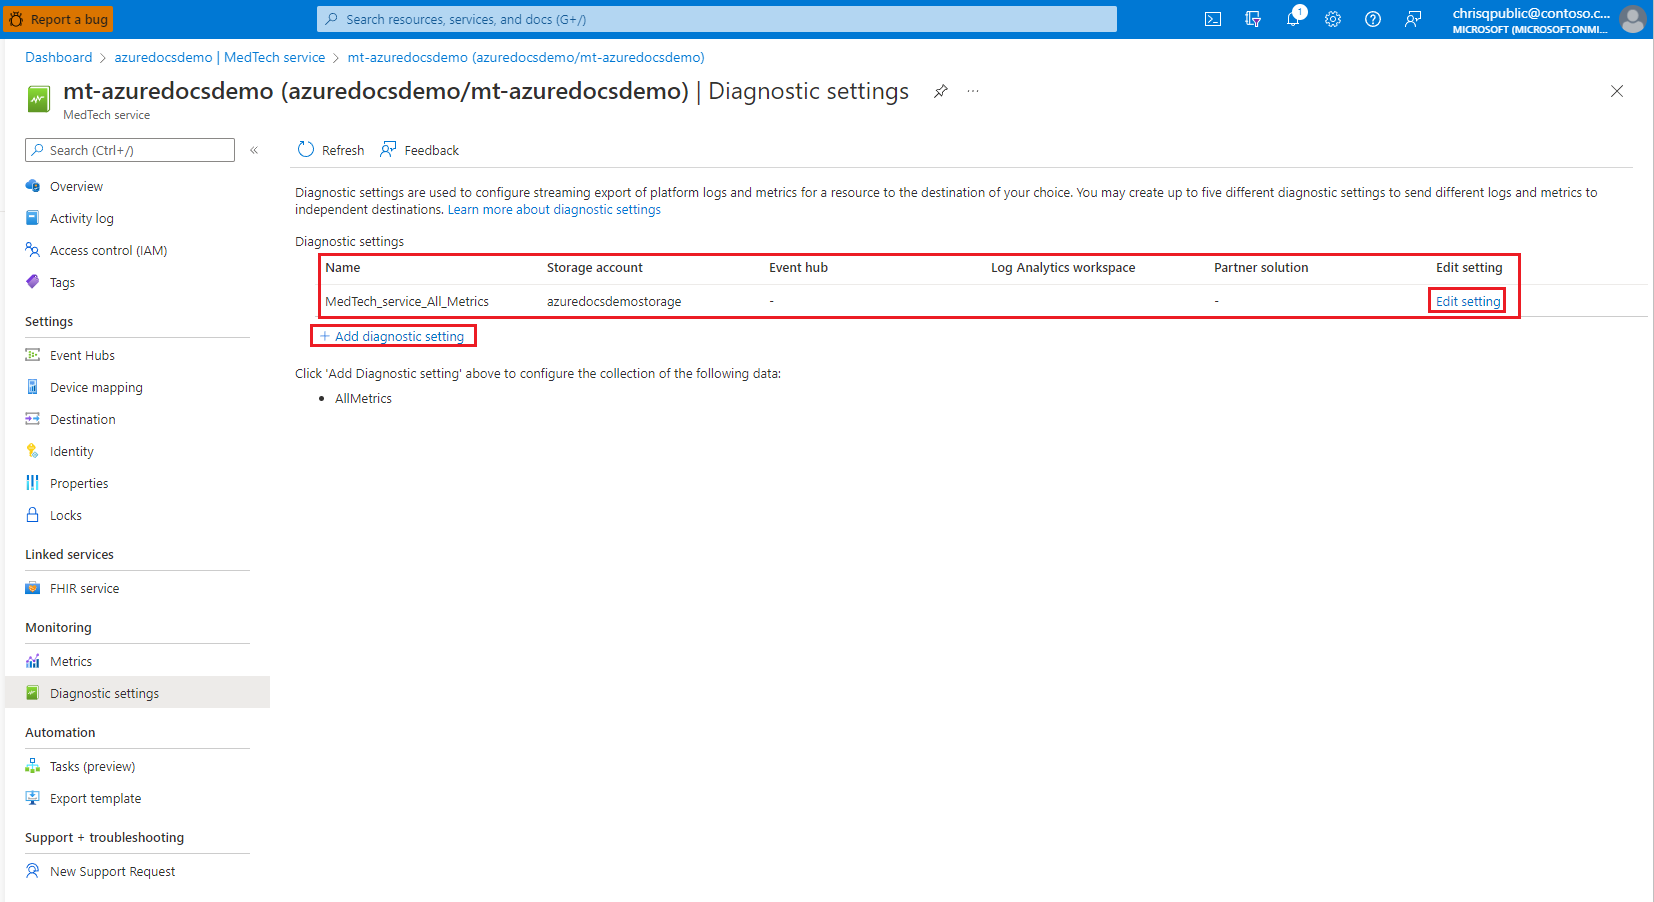 Report a bug
Search resources, services, and docs (G+/)
1
chrisqpublic@contoso.c...
MICROSOFT (MICROSOFT.ONMI...
Dashboard > azuredocsdemo | MedTech service > mt-azuredocsdemo (azuredocsdemo/mt-azuredocsdemo)
mt-azuredocsdemo (azuredocsdemo/mt-azuredocsdemo) | Diagnostic settings ...
MedTech service
Search (Ctrl+/) «
Overview
Activity log
Access control (IAM)
Tags
Settings
Event Hubs
Device mapping
Destination
Identity
Properties
Locks
Linked services
FHIR service
Monitoring
Metrics
Diagnostic settings
Automation
Tasks (preview)
Export template
Support + troubleshooting
New Support Request
Refresh Feedback
Diagnostic settings are used to configure streaming export of platform logs and metrics for a resource to the destination of your choice. You may create up to five different diagnostic settings to send different logs and metrics to
independent destinations. Learn more about diagnostic settings
Diagnostic settings
Name Storage account Event hub Log Analytics workspace Partner solution Edit setting
MedTech_service_All_Metrics azuredocsdemostorage - - Edit setting
+ Add diagnostic setting
Click 'Add Diagnostic setting' above to configure the collection of the following data:
• AllMetrics